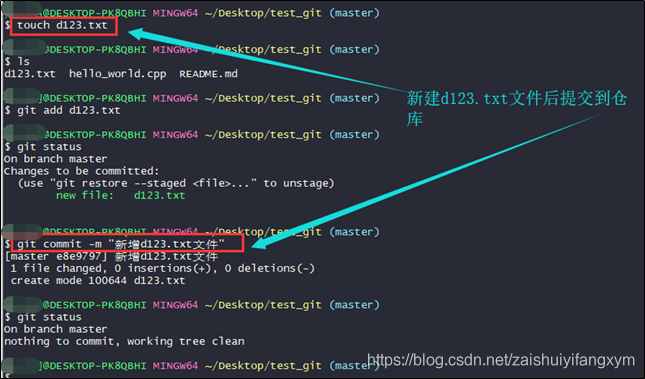 @DESKTOP-PK8QBHI MINGW64 ~/Desktop/test_git (master)
$ touch d123.txt
@DESKTOP-PK8QBHI MINGW64 ~/Desktop/test_git (master)
$ ls
d123.txt  hello_world.cpp  README.md
@DESKTOP-PK8QBHI MINGW64 ~/Desktop/test_git (master)
$ git add d123.txt
@DESKTOP-PK8QBHI MINGW64 ~/Desktop/test_git (master)
$ git status
On branch master
Changes to be committed:
  (use "git restore --staged <file>..." to unstage)
        new file:   d123.txt
@DESKTOP-PK8QBHI MINGW64 ~/Desktop/test_git (master)
$ git commit -m "新增d123.txt文件"
[master e8e9797] 新增d123.txt文件
 1 file changed, 0 insertions(+), 0 deletions(-)
 create mode 100644 d123.txt
@DESKTOP-PK8QBHI MINGW64 ~/Desktop/test_git (master)
$ git status
On branch master
nothing to commit, working tree clean
@DESKTOP-PK8QBHI MINGW64 ~/Desktop/test_git (master)
$
新建d123.txt文件后提交到仓
库
https://blog.csdn.net/zaishuiyifangxym